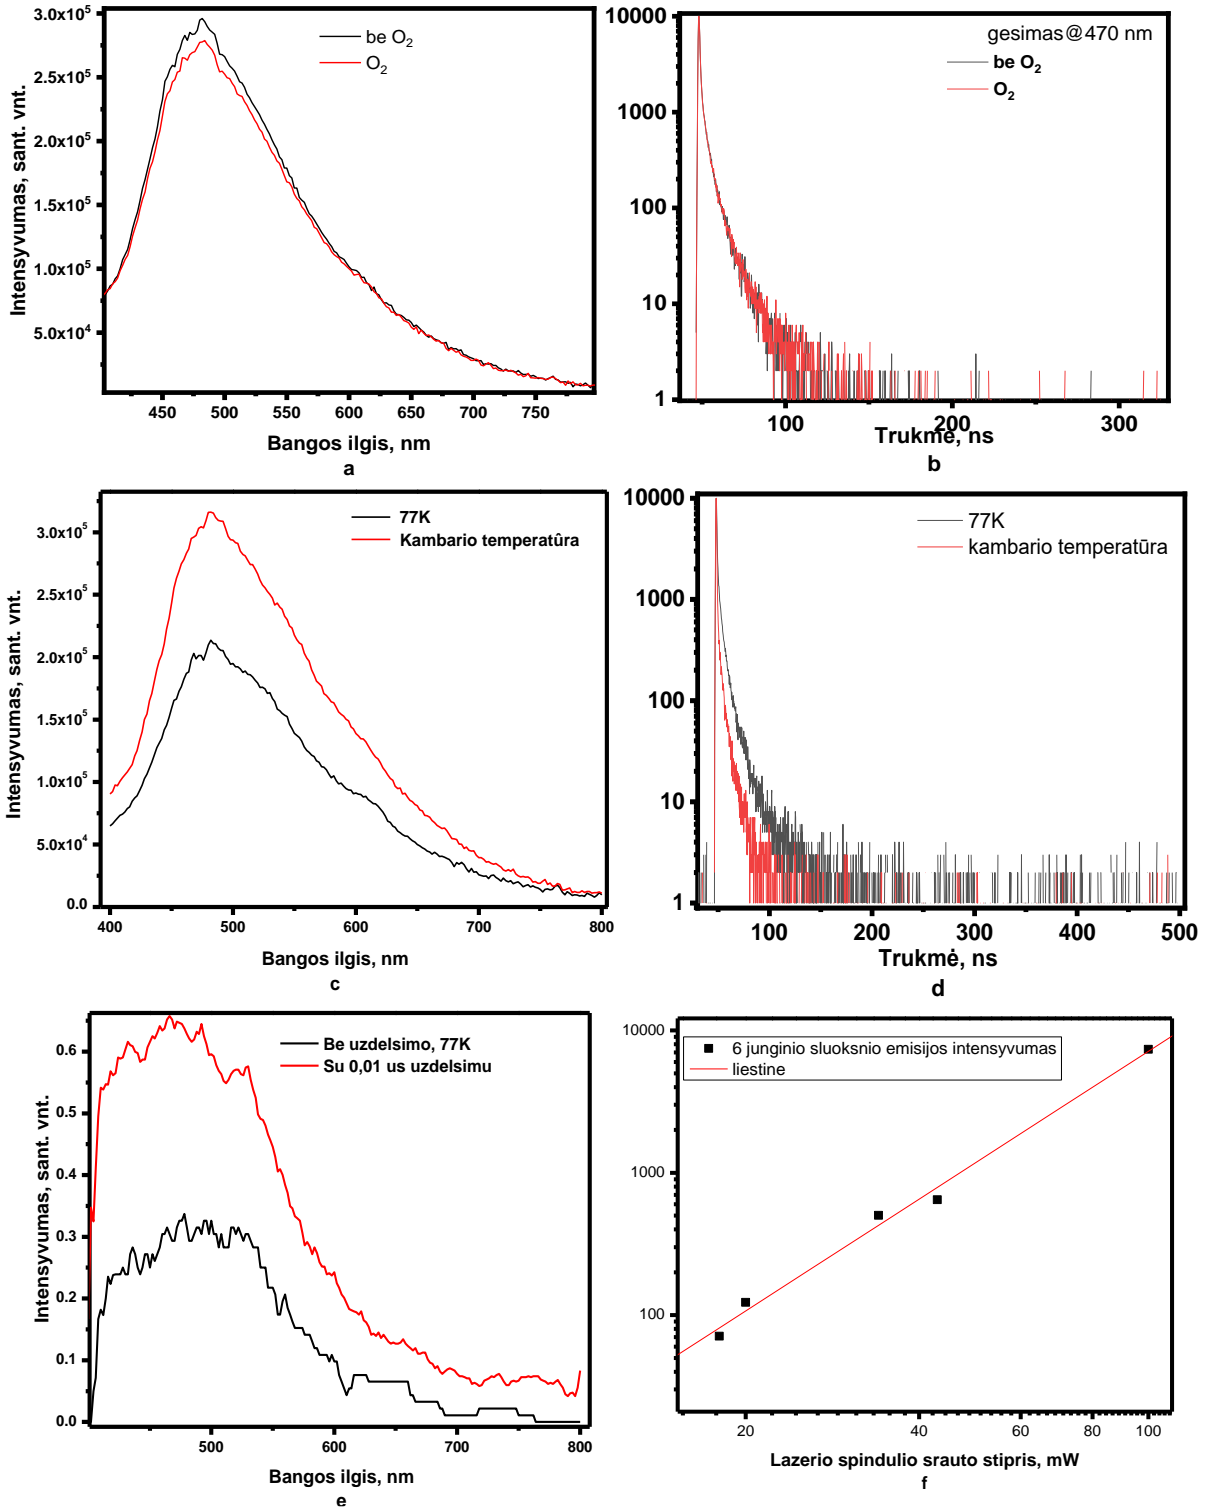 3.0x10⁵
2.5x10⁵
2.0x10⁵
1.5x10⁵
1.0x10⁵
5.0x10⁴
Intensyvumas, sant. vnt.
be O₂
O₂
450 500 550 600 650 700 750
Bangos ilgis, nm
a
10000
1000
100
10
1
gesimas@470 nm
be O₂
O₂
100 200 300
Trukmė, ns
b
3.0x10⁵
2.5x10⁵
2.0x10⁵
1.5x10⁵
1.0x10⁵
5.0x10⁴
0.0
Intensyvumas, sant. vnt.
77K
Kambario temperatûra
400 500 600 700 800
Bangos ilgis, nm
c
10000
1000
100
10
1
77K
kambario temperatūra
100 200 300 400 500
Trukmė, ns
d
0.6
0.5
0.4
0.3
0.2
0.1
0.0
Intensyvumas, sant. vnt.
Be uzdelsimo, 77K
Su 0,01 us uzdelsimu
500 600 700 800
Bangos ilgis, nm
e
10000
1000
100
6 junginio sluoksnio emisijos intensyvumas
liestine
20 40 60 80 100
Lazerio spindulio srauto stipris, mW
f